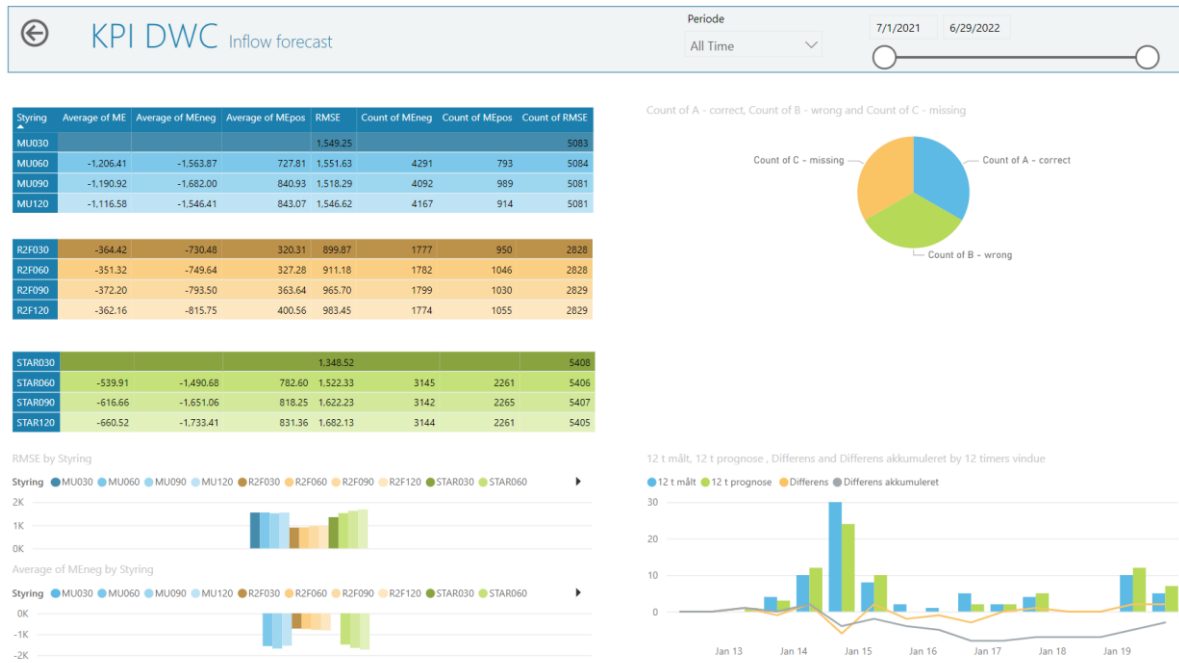 KPI DWC Inflow forecast
Periode
All Time
7/1/2021 6/29/2022
Styring Average of ME Average of MEneg Average of MEpos RMSE Count of MEneg Count of MEpos Count of RMSE
MU030 1,549.25 5083
MU060 -1,206.41 -1,563.87 727.81 1,551.63 4291 793 5084
MU090 -1,190.92 -1,682.00 840.93 1,518.29 4092 989 5081
MU120 -1,116.58 -1,546.41 843.07 1,546.62 4167 914 5081
R2F030 -364.42 -730.48 320.31 899.87 1777 950 2828
R2F060 -351.32 -749.64 327.28 911.18 1782 1046 2828
R2F090 -372.20 -793.50 363.64 965.70 1799 1030 2829
R2F120 -362.16 -815.75 400.56 983.45 1774 1055 2829
STAR030 1,348.52 5408
STAR060 -539.91 -1,490.68 782.60 1,522.33 3145 2261 5406
STAR090 -616.66 -1,651.06 818.25 1,622.23 3142 2265 5407
STAR120 -660.52 -1,733.41 831.36 1,682.13 3144 2261 5405
Count of A - correct, Count of B - wrong and Count of C - missing
Count of C - missing
Count of A - correct
Count of B - wrong
RMSE by Styring
Styring MU030 MU060 MU090 MU120 R2F030 R2F060 R2F090 R2F120 STAR030 STAR060
2K
1K
0K
Average of MEneg by Styring
Styring MU030 MU060 MU090 MU120 R2F030 R2F060 R2F090 R2F120 STAR030 STAR060
0K
-1K
-2K
12 t målt, 12 t prognose , Differens and Differens akkumuleret by 12 timers vindue
12 t målt 12 t prognose Differens Differens akkumuleret
30
20
10
0
Jan 13 Jan 14 Jan 15 Jan 16 Jan 17 Jan 18 Jan 19